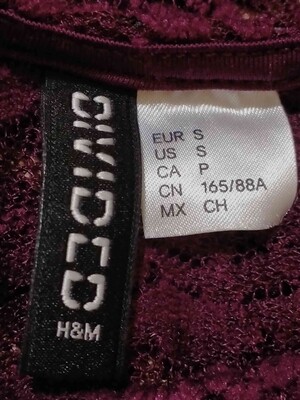 DIVIDED
H&M
EUR S
US S
CA P
CN 165/88A
MX CH